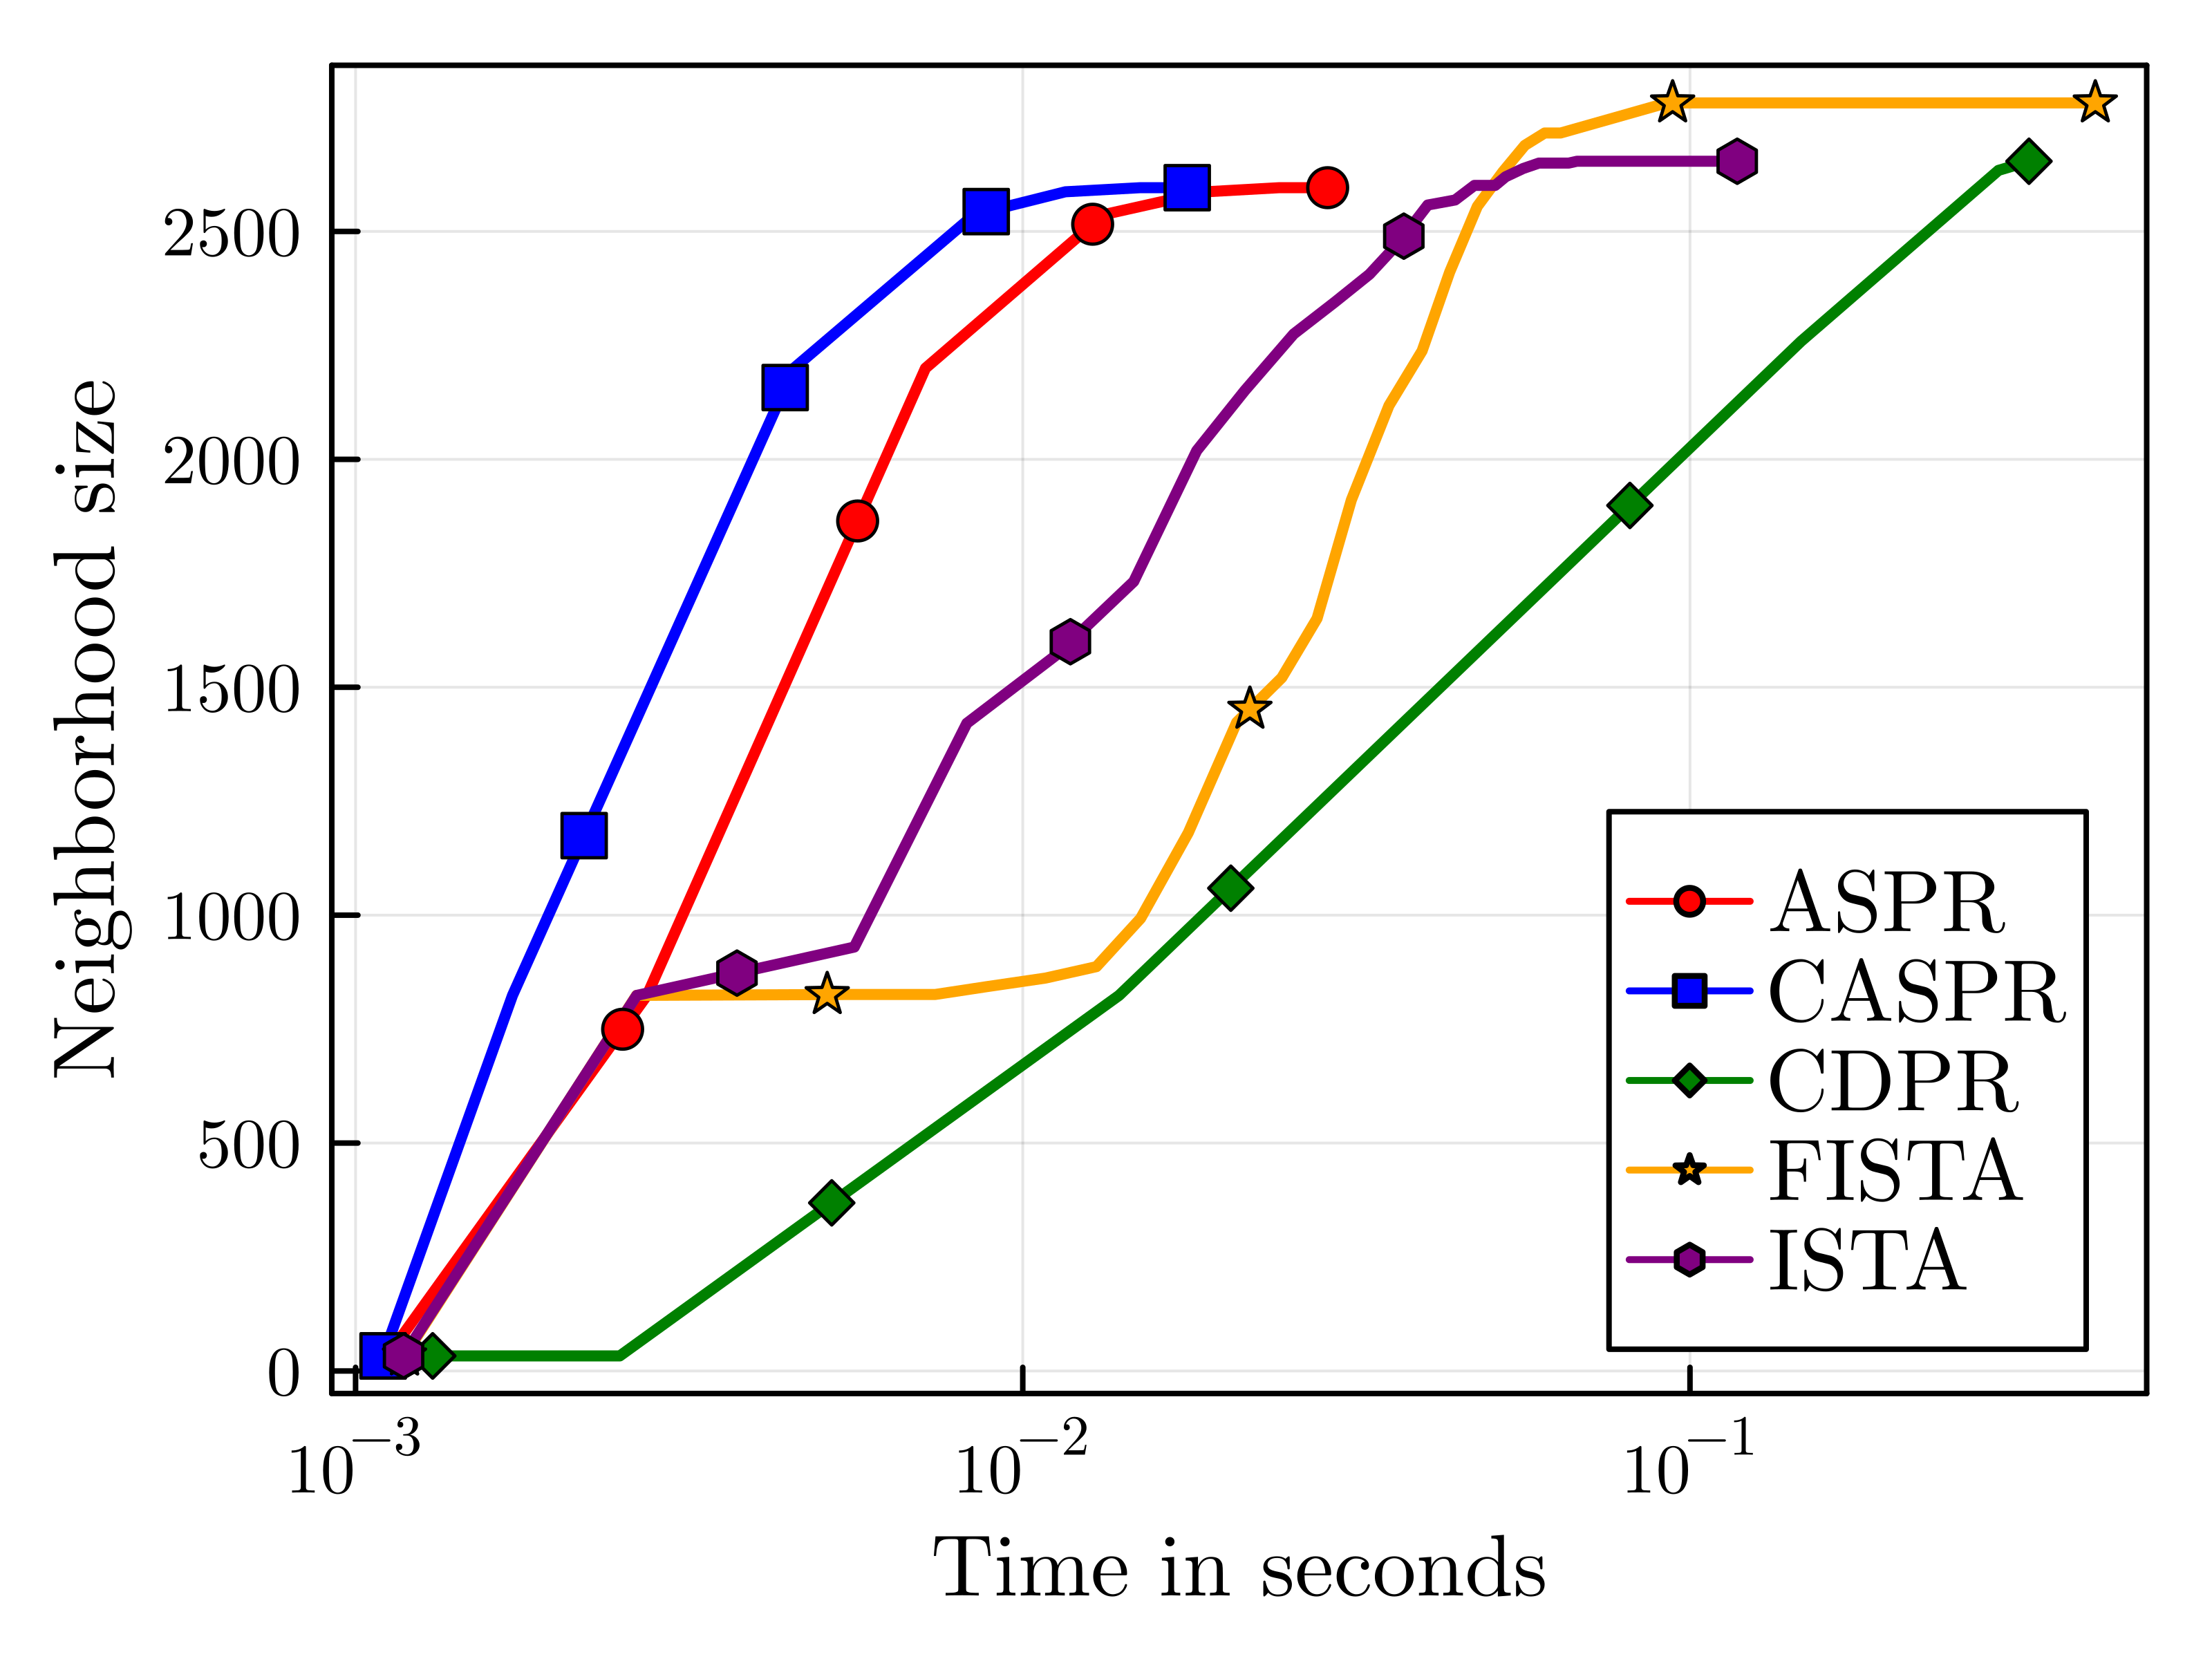 Neighborhood size
2500
2000
1500
1000
500
0
10⁻³
10⁻²
10⁻¹
Time in seconds
ASPR
CASPR
CDPR
FISTA
ISTA